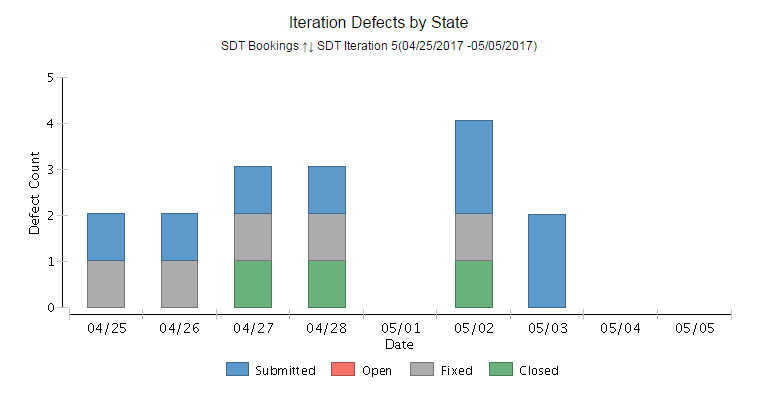 Iteration Defects by State
SDT Bookings ↑↓ SDT Iteration 5(04/25/2017 -05/05/2017)
5
4
3
2
1
0
Defect Count
04/25 04/26 04/27 04/28 05/01 05/02 05/03 05/04 05/05
Date
Submitted Open Fixed Closed